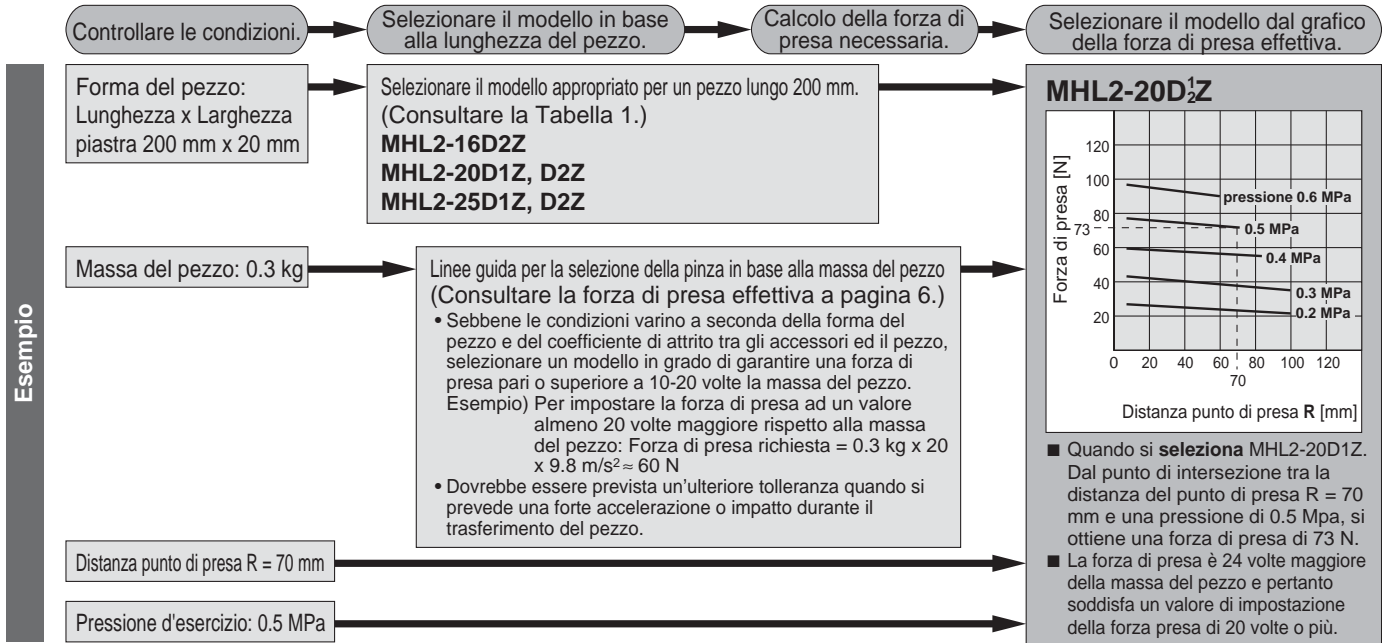 Controllare le condizioni.
Selezionare il modello in base
alla lunghezza del pezzo.
Calcolo della forza di
presa necessaria.
Selezionare il modello dal grafico
della forza di presa effettiva.
Esempio
Forma del pezzo:
Lunghezza x Larghezza
piastra 200 mm x 20 mm
Selezionare il modello appropriato per un pezzo lungo 200 mm.
(Consultare la Tabella 1.)
MHL2-16D2Z
MHL2-20D1Z, D2Z
MHL2-25D1Z, D2Z
Massa del pezzo: 0.3 kg
Linee guida per la selezione della pinza in base alla massa del pezzo
(Consultare la forza di presa effettiva a pagina 6.)
• Sebbene le condizioni varino a seconda della forma del
pezzo e del coefficiente di attrito tra gli accessori ed il pezzo,
selezionare un modello in grado di garantire una forza di
presa pari o superiore a 10-20 volte la massa del pezzo.
Esempio) Per impostare la forza di presa ad un valore
almeno 20 volte maggiore rispetto alla massa
del pezzo: Forza di presa richiesta = 0.3 kg x 20
x 9.8 m/s² ≈ 60 N
• Dovrebbe essere prevista un'ulteriore tolleranza quando si
prevede una forte accelerazione o impatto durante il
trasferimento del pezzo.
Distanza punto di presa R = 70 mm
Pressione d'esercizio: 0.5 MPa
MHL2-20D½Z
Forza di presa [N]
120
100
80
73
60
40
20
pressione 0.6 MPa
0.5 MPa
0.4 MPa
0.3 MPa
0.2 MPa
0 20 40 60 80 100 120
70
Distanza punto di presa R [mm]
■ Quando si seleziona MHL2-20D1Z.
Dal punto di intersezione tra la
distanza del punto di presa R = 70
mm e una pressione di 0.5 Mpa, si
ottiene una forza di presa di 73 N.
■ La forza di presa è 24 volte maggiore
della massa del pezzo e pertanto
soddisfa un valore di impostazione
della forza presa di 20 volte o più.